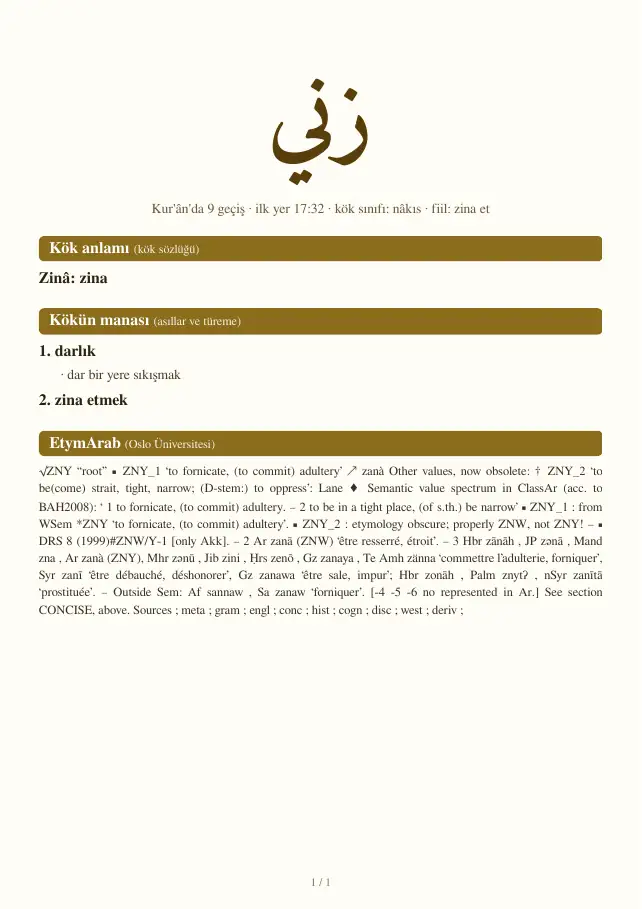 زني
Kur'ân'da 9 geçiş · ilk yer 17:32 · kök sınıfı: nâkıs · fiil: zina et
Kök anlamı (kök sözlüğü)
Zinâ: zina
Kökün manası (asıllar ve türeme)
1. darlık
· dar bir yere sıkışmak
2. zina etmek
EtymArab (Oslo Üniversitesi)
√ZNY “root” ▪ ZNY_1 ‘to fornicate, (to commit) adultery’ ↗ zanà Other values, now obsolete: † ZNY_2 ‘to
be(come) strait, tight, narrow; (D-stem:) to oppress’: Lane ♦ Semantic value spectrum in ClassAr (acc. to
BAH2008): ‘ 1 to fornicate, (to commit) adultery. – 2 to be in a tight place, (of s.th.) be narrow’ ▪ ZNY_1 : from
WSem *ZNY ‘to fornicate, (to commit) adultery’. ▪ ZNY_2 : etymology obscure; properly ZNW, not ZNY! – ▪
DRS 8 (1999)#ZNW/Y-1 [only Akk]. – 2 Ar zanā (ZNW) ‘être resserré, étroit’. – 3 Hbr zānāh , JP zənā , Mand
zna , Ar zanà (ZNY), Mhr zənū , Jib zini , Ḥrs zenō , Gz zanaya , Te Amh zänna ‘commettre l’adulterie, forniquer’,
Syr zanī ‘être débauché, déshonorer’, Gz zanawa ‘être sale, impur’; Hbr zonāh , Palm znytʔ , nSyr zanītā
‘prostituée’. – Outside Sem: Af sannaw , Sa zanaw ‘forniquer’. [-4 -5 -6 no represented in Ar.] See section
CONCISE, above. Sources ; meta ; gram ; engl ; conc ; hist ; cogn ; disc ; west ; deriv ;
1 / 1